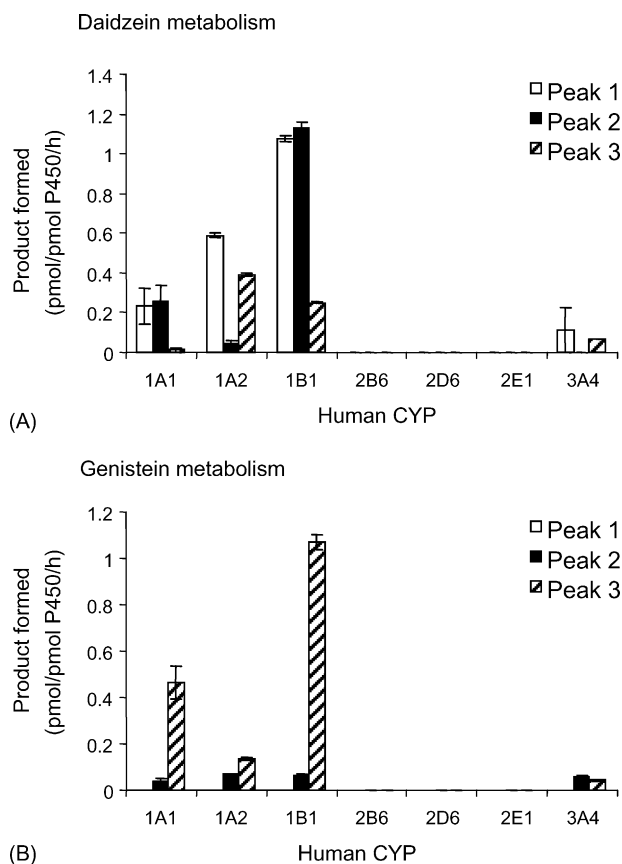 Daidzein metabolism
1.4
1.2
1
0.8
0.6
0.4
0.2
0
Product formed
(pmol/pmol P450/h)
Peak 1
Peak 2
Peak 3
1A1 1A2 1B1 2B6 2D6 2E1 3A4
Human CYP
(A)
Genistein metabolism
1.2
1
0.8
0.6
0.4
0.2
0
Product formed
(pmol/pmol P450/h)
Peak 1
Peak 2
Peak 3
1A1 1A2 1B1 2B6 2D6 2E1 3A4
Human CYP
(B)